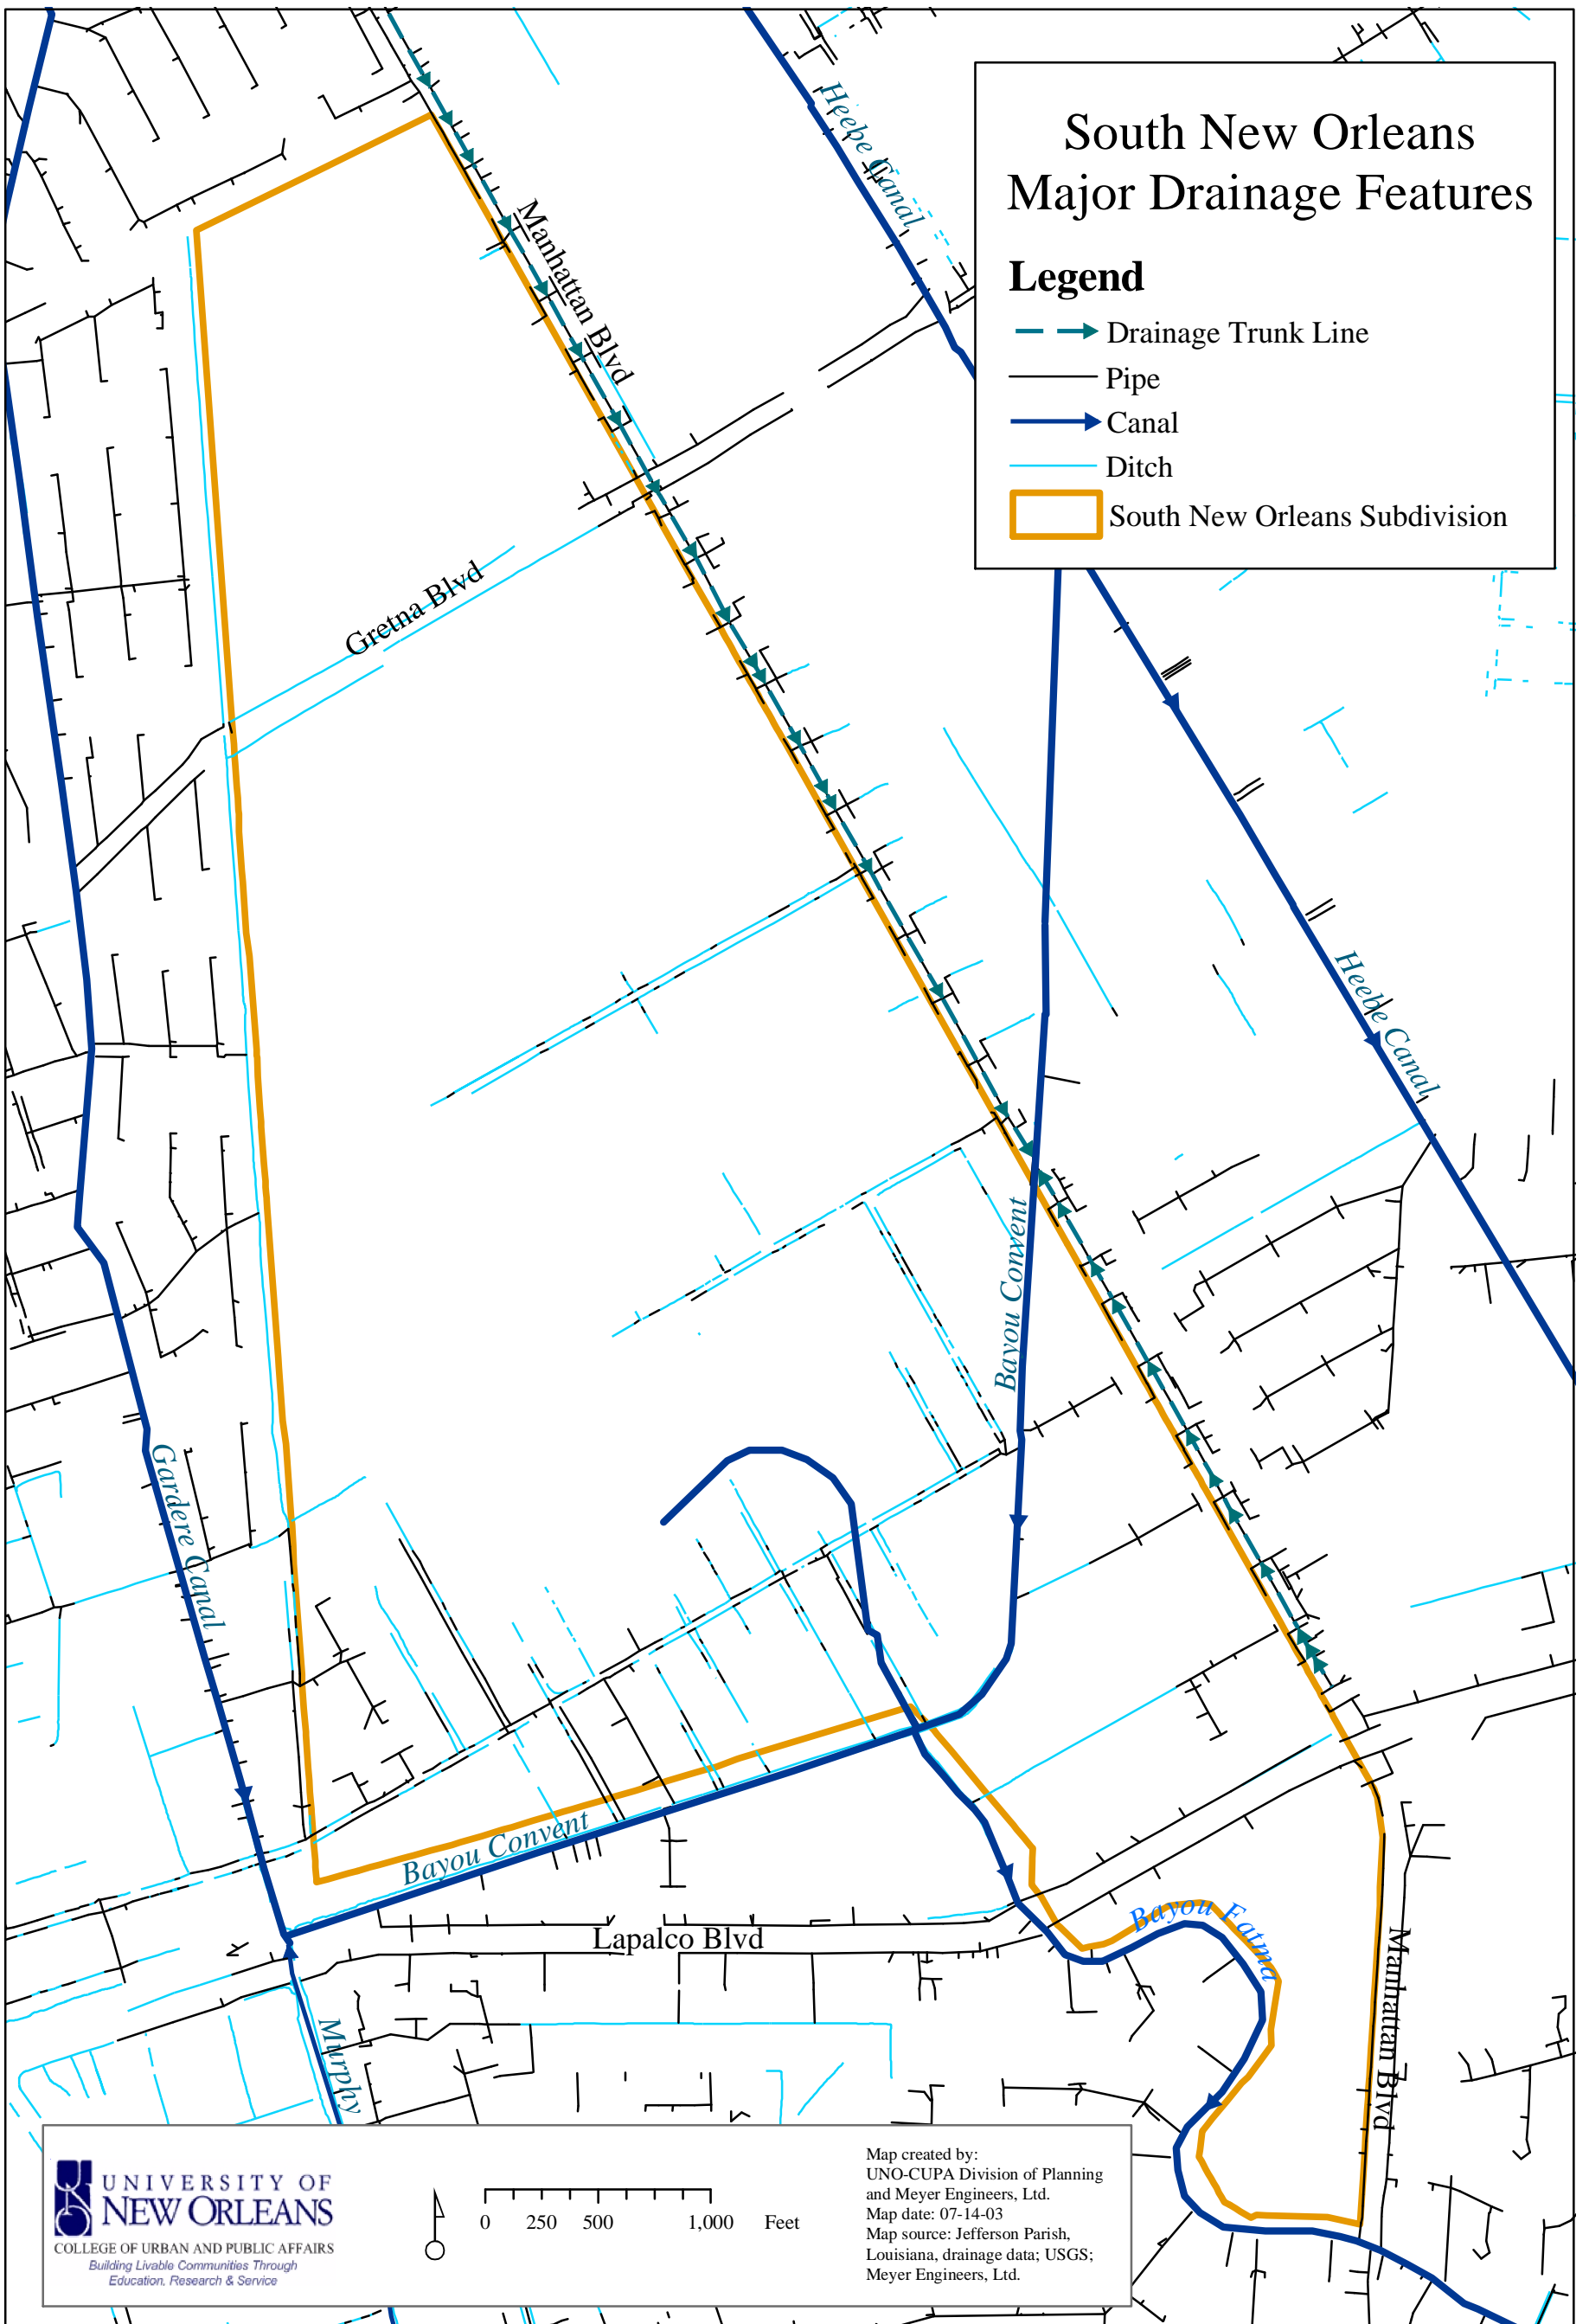 South New Orleans
Major Drainage Features
Legend
Drainage Trunk Line
Pipe
Canal
Ditch
South New Orleans Subdivision
Heebe Canal
Manhattan Blvd
Gretna Blvd
Heebe Canal
Bayou Convent
Gardere Canal
Bayou Convent
Lapalco Blvd
Bayou Fatma
Manhattan Blvd
Murphy
UNIVERSITY OF
NEW ORLEANS
COLLEGE OF URBAN AND PUBLIC AFFAIRS
Building Livable Communities Through
Education, Research & Service
0 250 500 1,000 Feet
Map created by:
UNO-CUPA Division of Planning
and Meyer Engineers, Ltd.
Map date: 07-14-03
Map source: Jefferson Parish,
Louisiana, drainage data; USGS;
Meyer Engineers, Ltd.